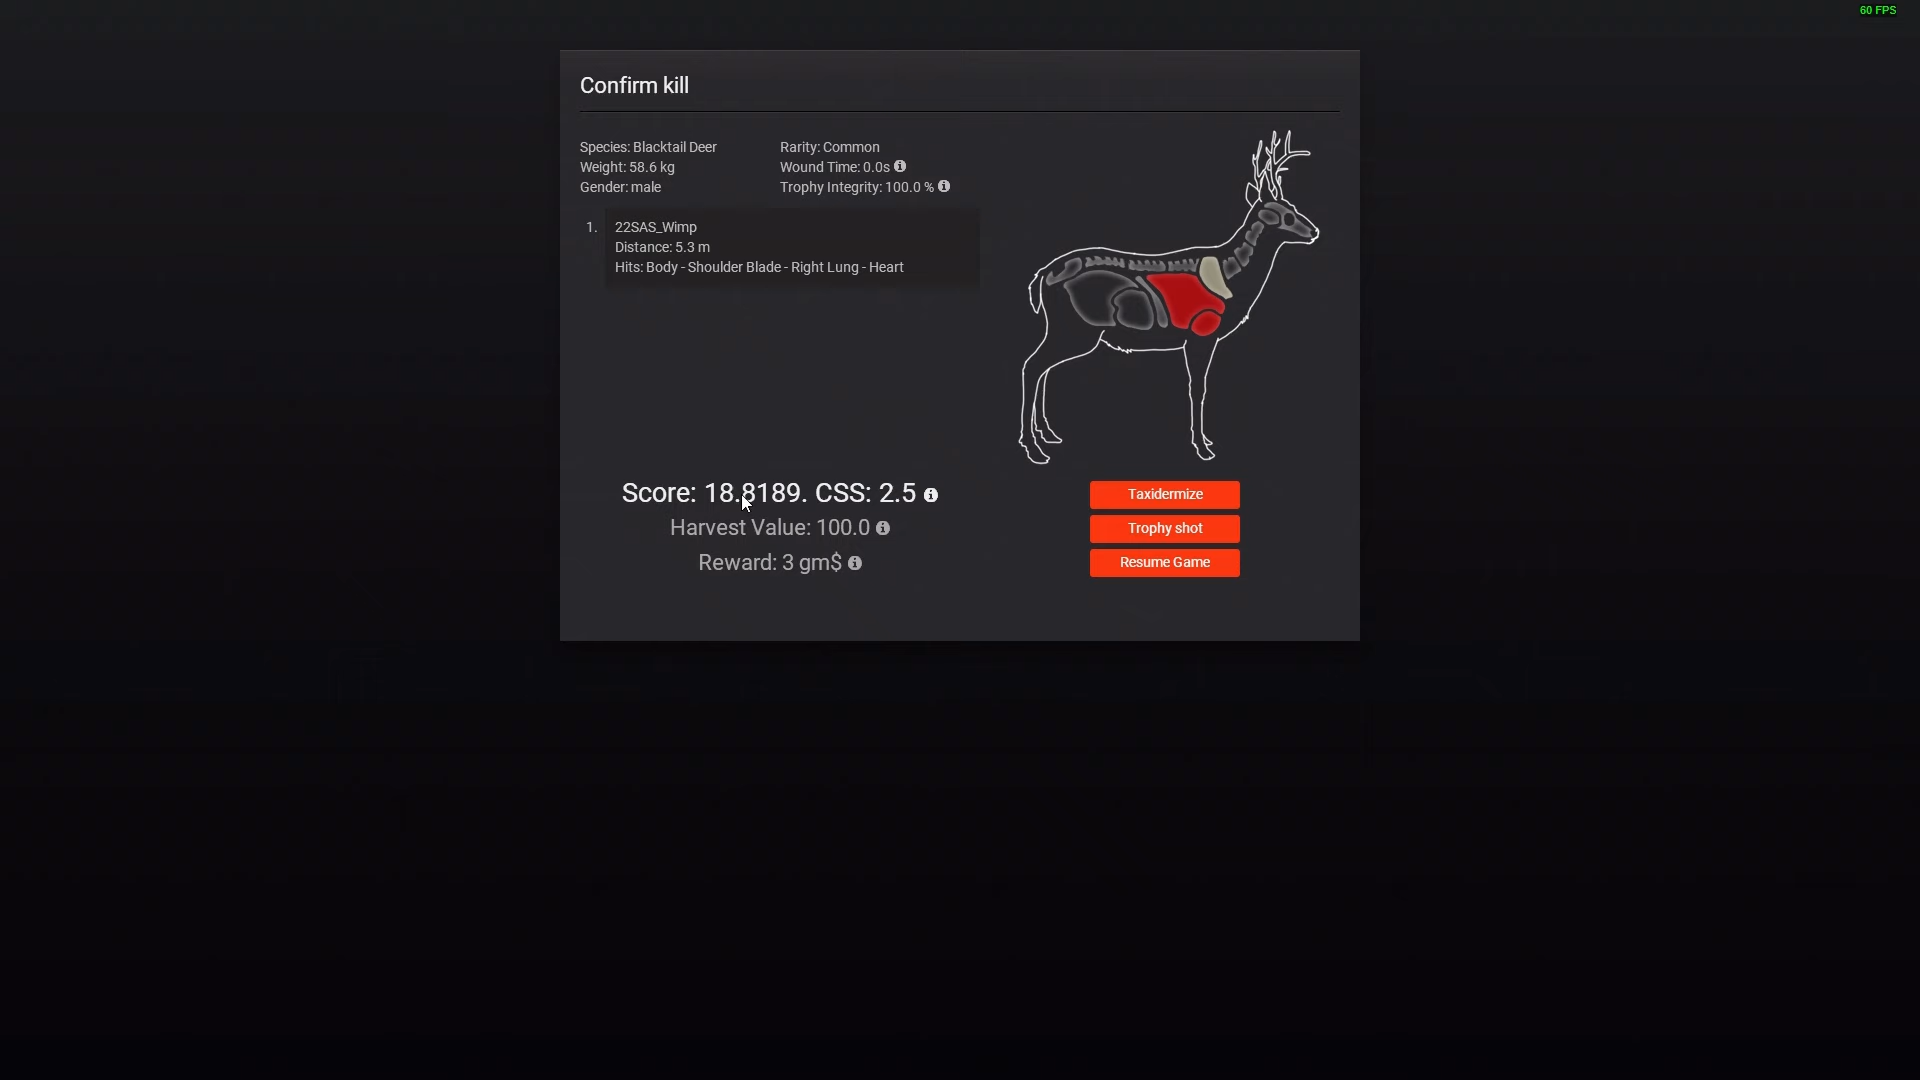 60 FPS
Confirm kill
Species: Blacktail Deer
Weight: 58.6 kg
Gender: male
Rarity: Common
Wound Time: 0.0s
Trophy Integrity: 100.0 %
1.
22SAS_Wimp
Distance: 5.3 m
Hits: Body - Shoulder Blade - Right Lung - Heart
Score: 18.8189. CSS: 2.5
Harvest Value: 100.0
Reward: 3 gm$
Taxidermize
Trophy shot
Resume Game